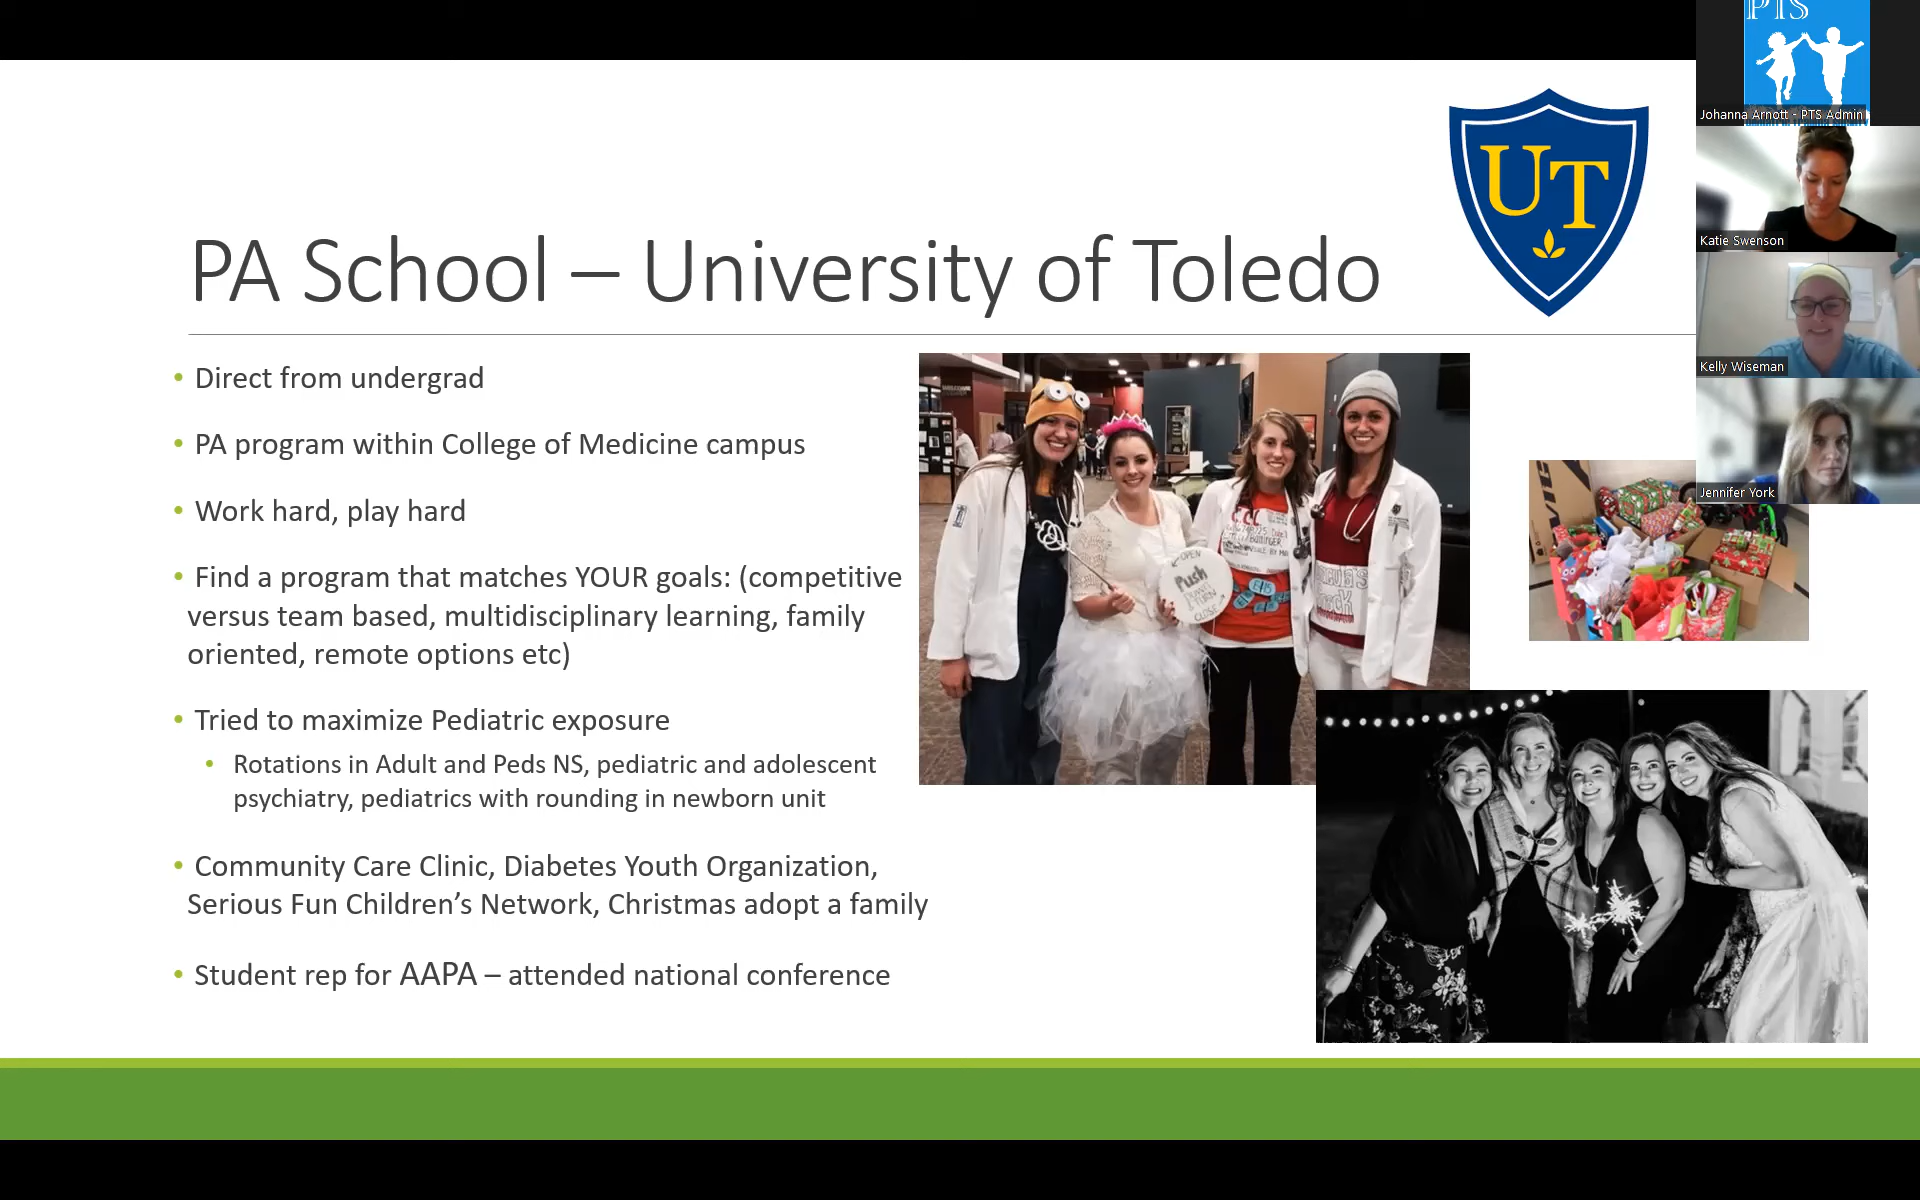 PA School – University of Toledo
UT
• Direct from undergrad
• PA program within College of Medicine campus
• Work hard, play hard
• Find a program that matches YOUR goals: (competitive
versus team based, multidisciplinary learning, family
oriented, remote options etc)
• Tried to maximize Pediatric exposure
• Rotations in Adult and Peds NS, pediatric and adolescent
psychiatry, pediatrics with rounding in newborn unit
• Community Care Clinic, Diabetes Youth Organization,
Serious Fun Children’s Network, Christmas adopt a family
• Student rep for AAPA – attended national conference
OPEN
Push
TURN
CLOSE
PTS
Johanna Arnott - PTS Admin
Katie Swenson
Kelly Wiseman
Jennifer York